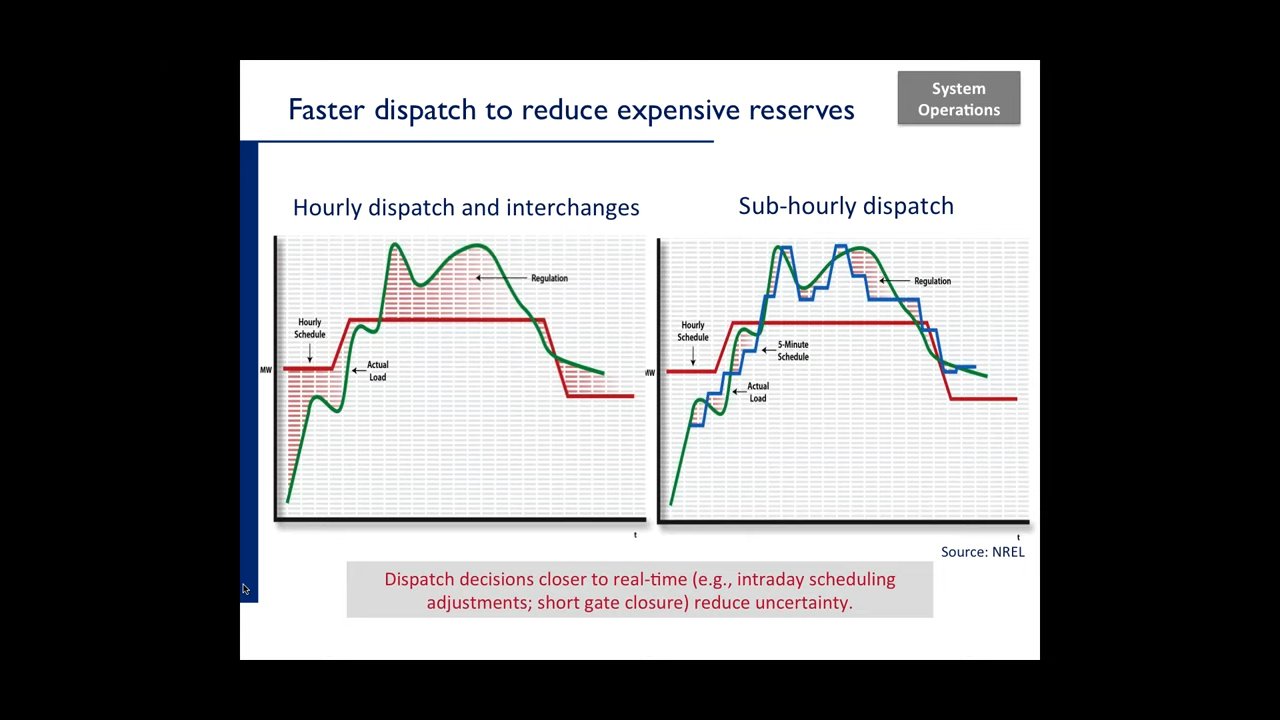 Faster dispatch to reduce expensive reserves
System
Operations
Hourly dispatch and interchanges
Sub-hourly dispatch
Regulation
Hourly
Schedule
Actual
Load
MW
t
Regulation
Hourly
Schedule
5-Minute
Schedule
Actual
Load
MW
t
Source: NREL
Dispatch decisions closer to real-time (e.g., intraday scheduling
adjustments; short gate closure) reduce uncertainty.